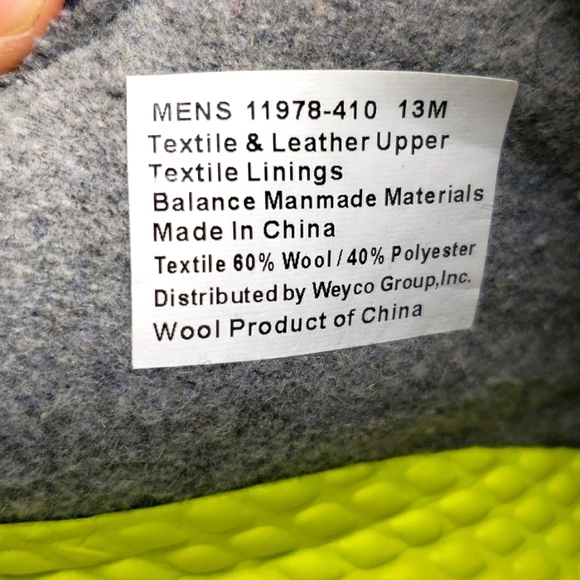 MENS 11978-410 13M
Textile & Leather Upper
Textile Linings
Balance Manmade Materials
Made In China
Textile 60% Wool / 40% Polyester
Distributed by Weyco Group,Inc.
Wool Product of China